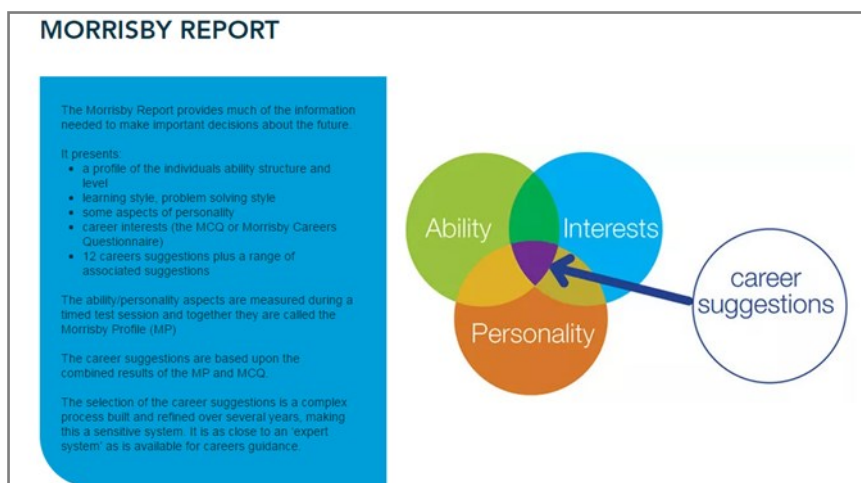 MORRISBY REPORT
The Morrisby Report provides much of the information
needed to make important decisions about the future.
It presents:
• a profile of the individuals ability structure and
level
• learning style, problem solving style
• some aspects of personality
• career interests (the MCQ or Morrisby Careers
Questionnaire)
• 12 careers suggestions plus a range of
associated suggestions
The ability/personality aspects are measured during a
timed test session and together they are called the
Morrisby Profile (MP)
The career suggestions are based upon the
combined results of the MP and MCQ.
The selection of the career suggestions is a complex
process built and refined over several years, making
this a sensitive system. It is as close to an 'expert
system' as is available for careers guidance.
Ability
Interests
Personality
career
suggestions